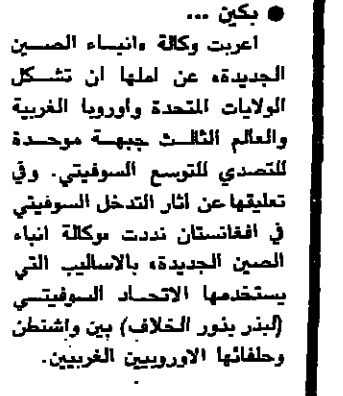 ● بكين ...
اعربت وكالة «انباء الصين
الجديدة» عن املها ان تشكل
الولايات المتحدة واوروبا الغربية
والعالم الثالث جبهة موحدة
للتصدي للتوسع السوفيتي. وفي
تعليقها عن اثار التدخل السوفيتي
في افغانستان نددت «وكالة انباء
الصين الجديدة» بالاساليب التي
يستخدمها الاتحاد السوفيتي
(لبذر بذور الخلاف) بين واشنطن
وحلفائها الاوروبيين الغربيين.